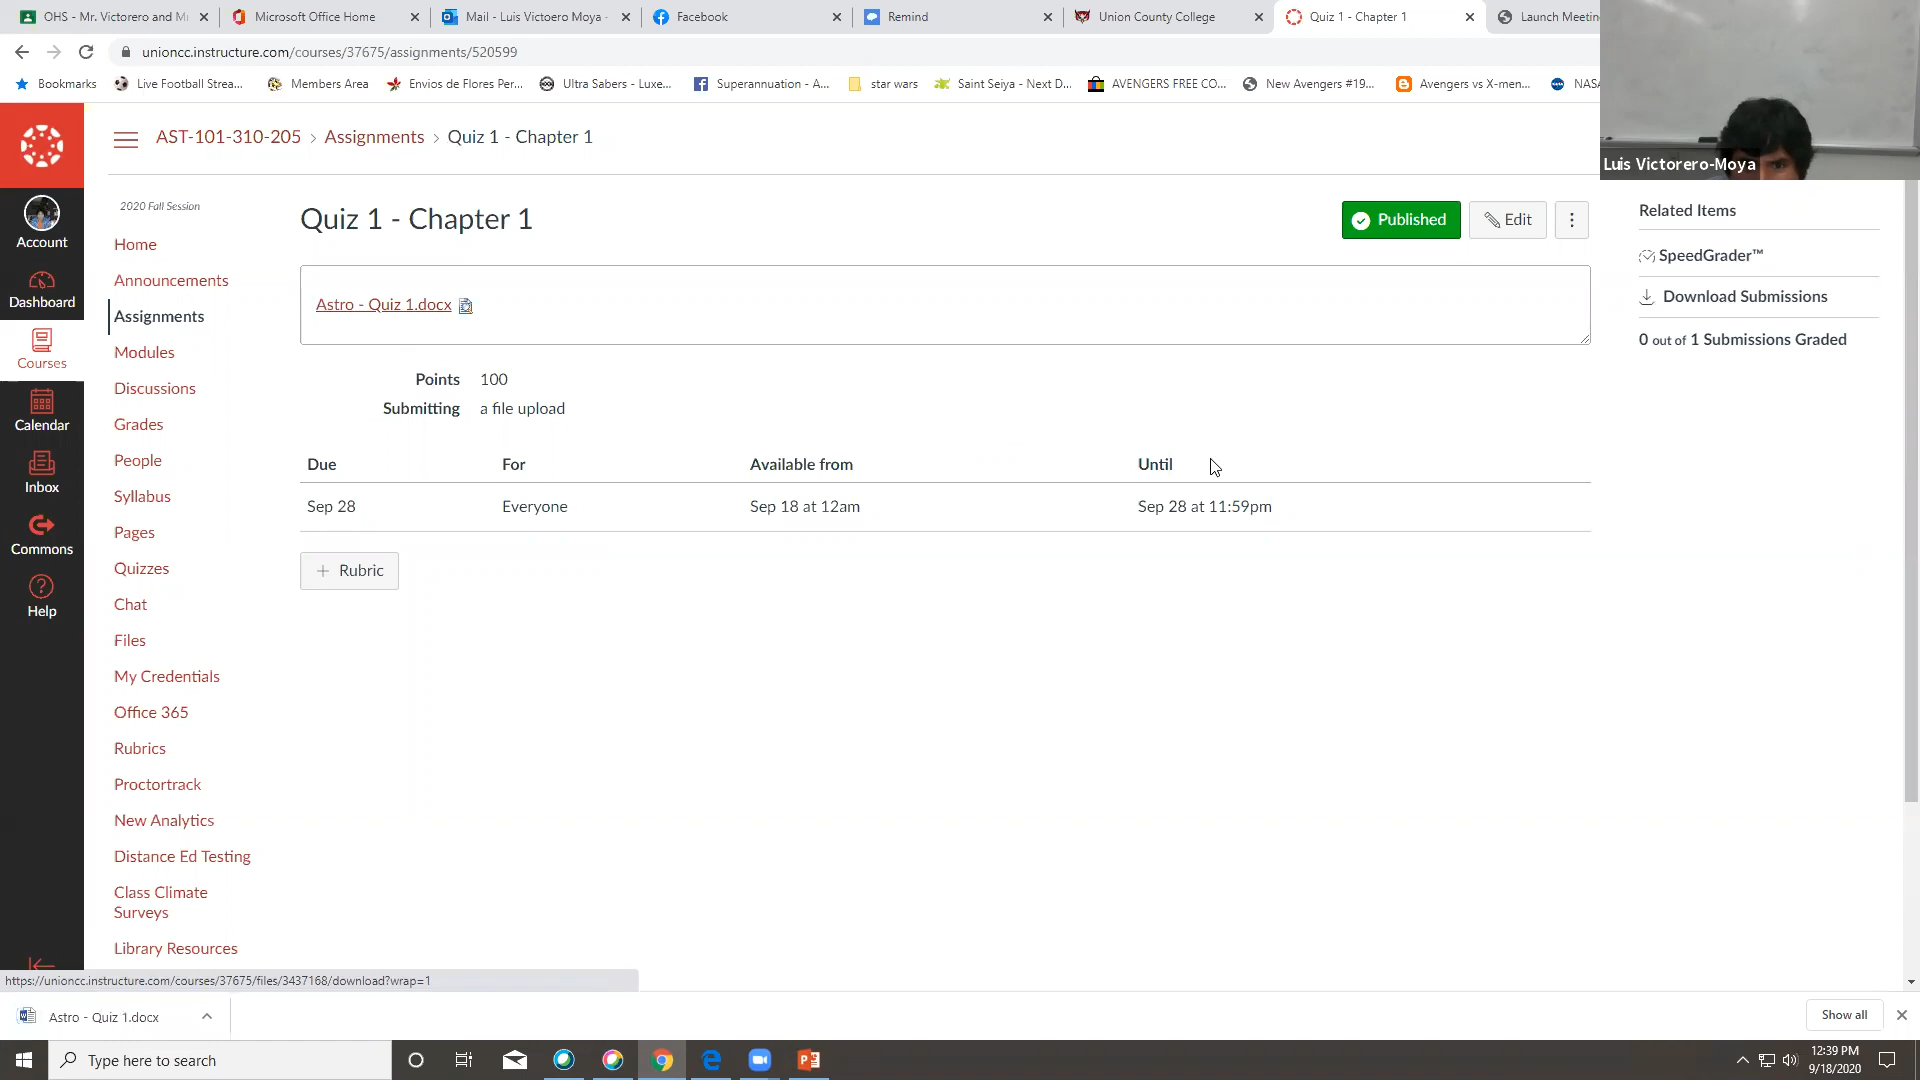 OHS - Mr. Victorero and Mr
Microsoft Office Home
Mail - Luis Victoero Moya -
Facebook
Remind
Union County College
Quiz 1 - Chapter 1
Launch Meetin
unioncc.instructure.com/courses/37675/assignments/520599
Bookmarks
Live Football Strea...
Members Area
Envios de Flores Per...
Ultra Sabers - Luxe...
Superannuation - A...
star wars
Saint Seiya - Next D...
AVENGERS FREE CO...
New Avengers #19...
Avengers vs X-men...
NASA
Luis Victorero-Moya
AST-101-310-205 › Assignments › Quiz 1 - Chapter 1
Account
Dashboard
Courses
Calendar
Inbox
Commons
Help
2020 Fall Session
Home
Announcements
Assignments
Modules
Discussions
Grades
People
Syllabus
Pages
Quizzes
Chat
Files
My Credentials
Office 365
Rubrics
Proctortrack
New Analytics
Distance Ed Testing
Class Climate
Surveys
Library Resources
Quiz 1 - Chapter 1
Published
Edit
Astro - Quiz 1.docx
Points 100
Submitting a file upload
Due For Available from Until
Sep 28 Everyone Sep 18 at 12am Sep 28 at 11:59pm
+ Rubric
Related Items
SpeedGrader™
Download Submissions
0 out of 1 Submissions Graded
https://unioncc.instructure.com/courses/37675/files/3437168/download?wrap=1
Astro - Quiz 1.docx
Show all
Type here to search
12:39 PM
9/18/2020